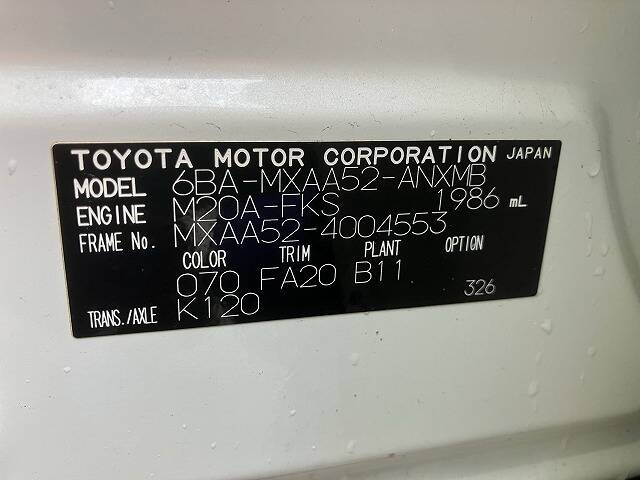 TOYOTA MOTOR CORPORATION JAPAN
MODEL 6BA-MXAA52-ANXMB
ENGINE M20A-FKS 1986 mL
FRAME No. MXAA52-4004553
COLOR TRIM PLANT OPTION
070 FA20 B11
TRANS./AXLE K120 326